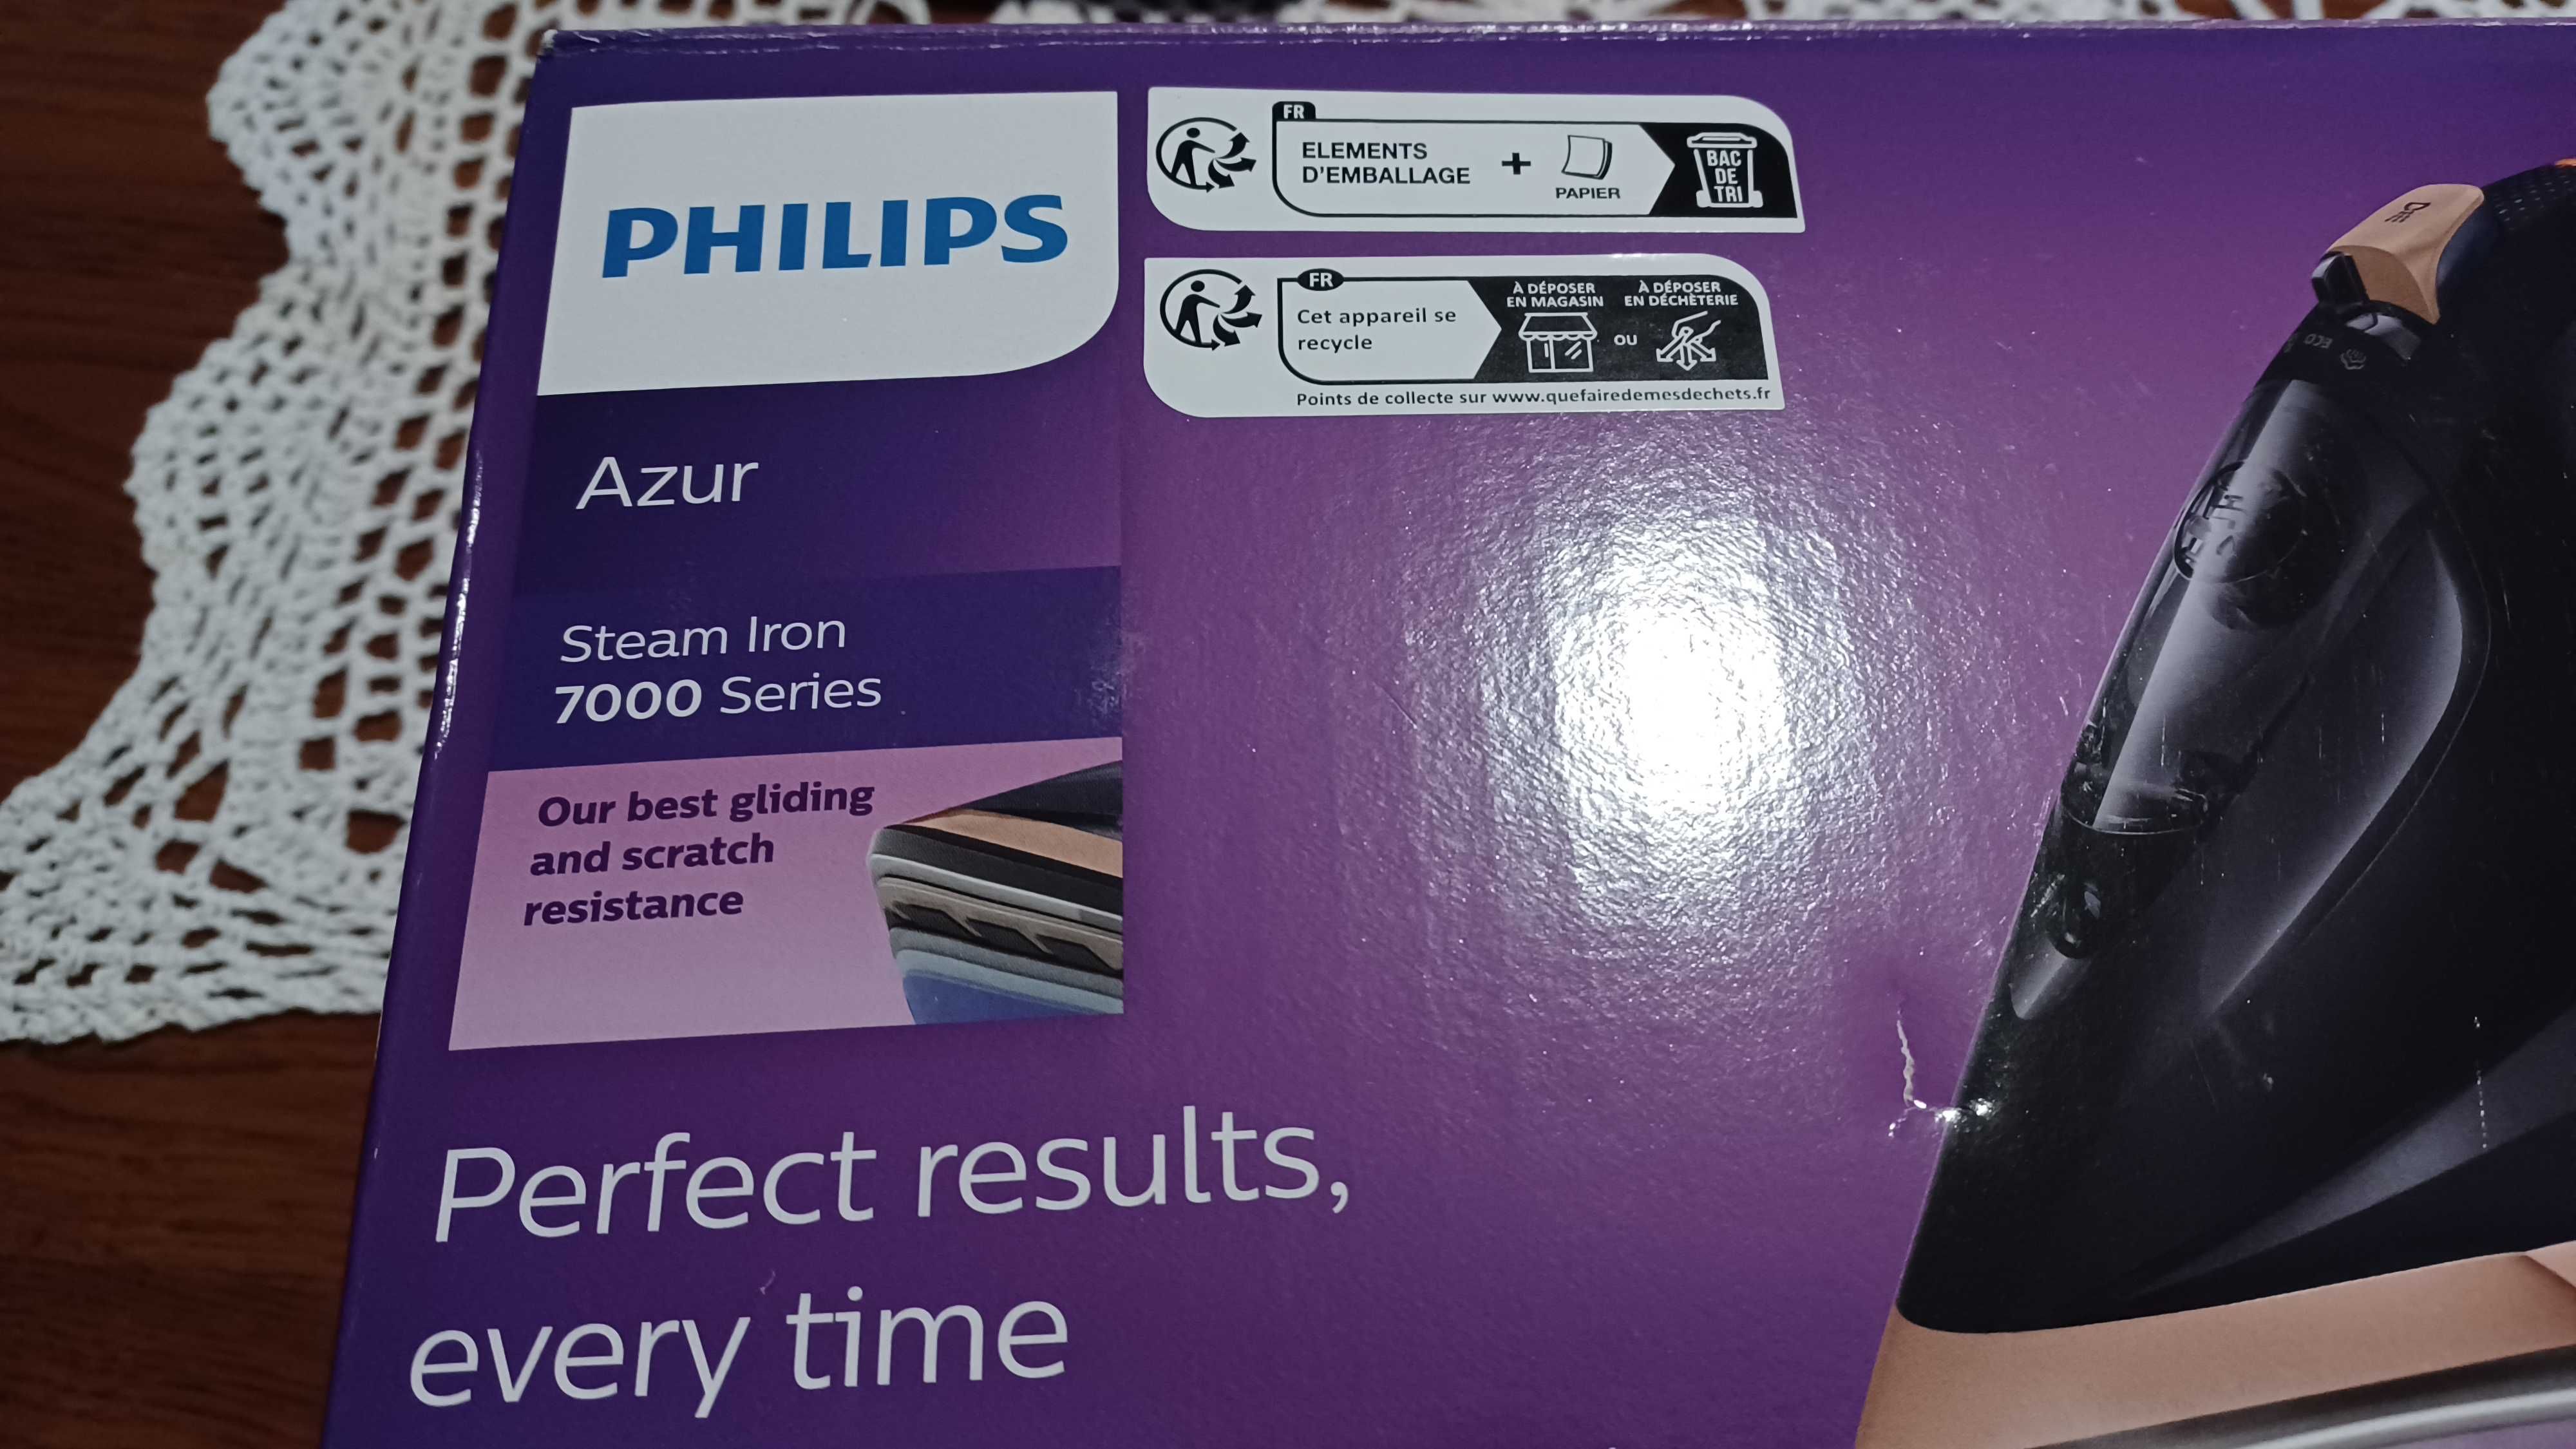 PHILIPS
FR
ELEMENTS
D'EMBALLAGE
+
PAPIER
BAC
DE
TRI
FR
Cet appareil se
recycle
À DÉPOSER
EN MAGASIN
OU
À DÉPOSER
EN DÉCHÈTERIE
Points de collecte sur www.quefairedemesdechets.fr
Azur
Steam Iron
7000 Series
Our best gliding
and scratch
resistance
Perfect results,
every time
ECO